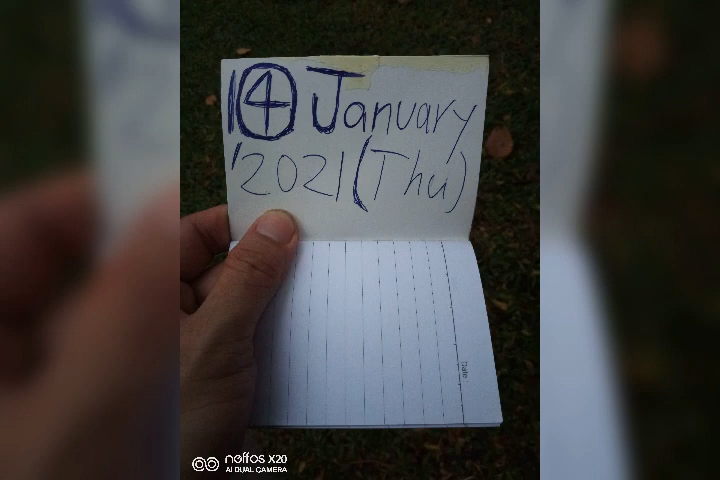 14 January
'2021 (Thu)
Date
neffos X20
AI DUAL CAMERA